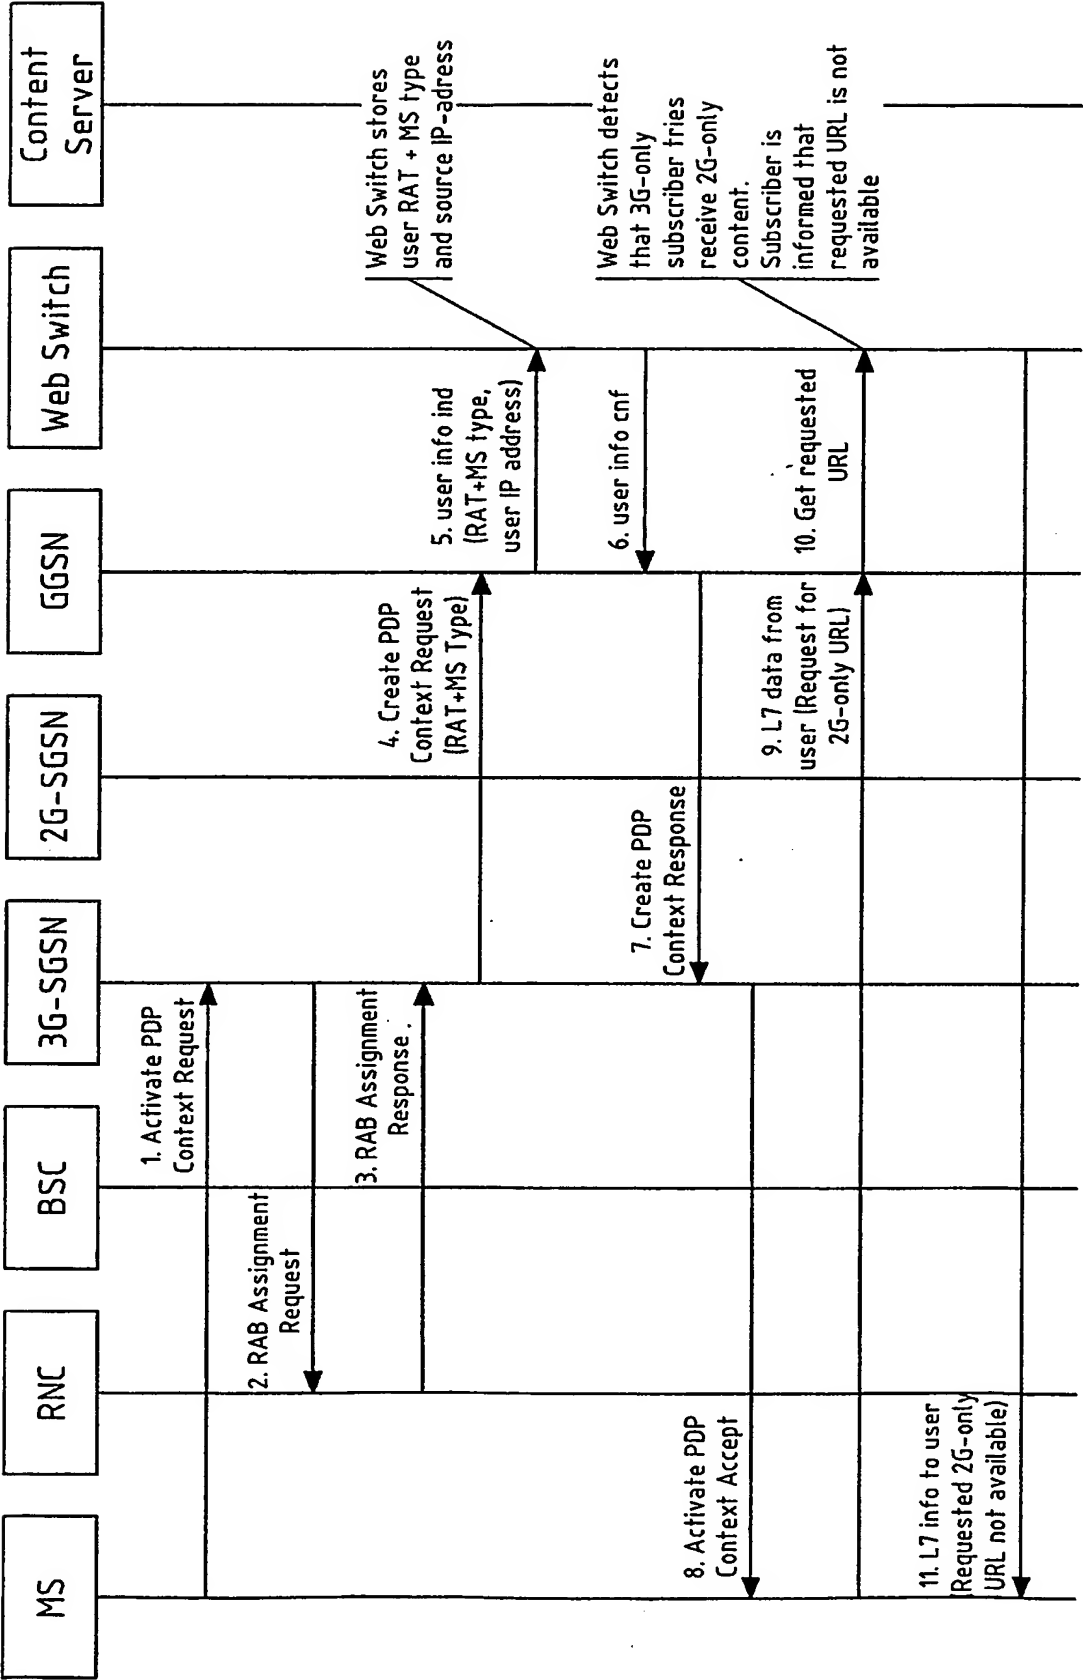 MS
RNC
BSC
3G-SGSN
2G-SGSN
GGSN
Web Switch
Content
Server
1. Activate PDP
Context Request
2. RAB Assignment
Request
3. RAB Assignment
Response
4. Create PDP
Context Request
(RAT+MS Type)
5. user info ind
(RAT+MS type,
user IP address)
Web Switch stores
user RAT + MS type
and source IP-adress
6. user info cnf
7. Create PDP
Context Response
8. Activate PDP
Context Accept
9. L7 data from
user (Request for
2G-only URL)
10. Get requested
URL
Web Switch detects
that 3G-only
subscriber tries
receive 2G-only
content.
Subscriber is
informed that
requested URL is not
available
11. L7 info to user
(Requested 2G-only
URL not available)